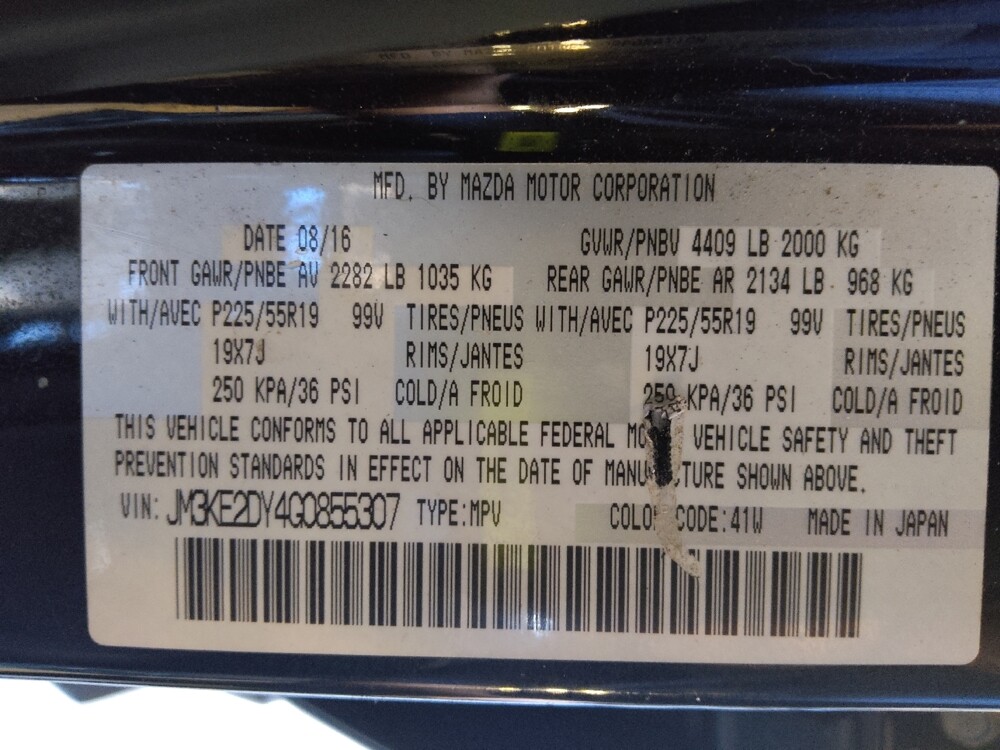 MFD. BY MAZDA MOTOR CORPORATION
DATE 08/16 GVWR/PNBV 4409 LB 2000 KG
FRONT GAWR/PNBE AV 2282 LB 1035 KG REAR GAWR/PNBE AR 2134 LB 968 KG
WITH/AVEC P225/55R19 99V TIRES/PNEUS WITH/AVEC P225/55R19 99V TIRES/PNEUS
19X7J RIMS/JANTES 19X7J RIMS/JANTES
250 KPA/36 PSI COLD/A FROID 250 KPA/36 PSI COLD/A FROID
THIS VEHICLE CONFORMS TO ALL APPLICABLE FEDERAL VEHICLE SAFETY AND THEFT
PREVENTION STANDARDS IN EFFECT ON THE DATE OF MANUFACTURE SHOWN ABOVE.
VIN: JM3KE2DY4G0855307 TYPE:MPV COLOR CODE:41W MADE IN JAPAN